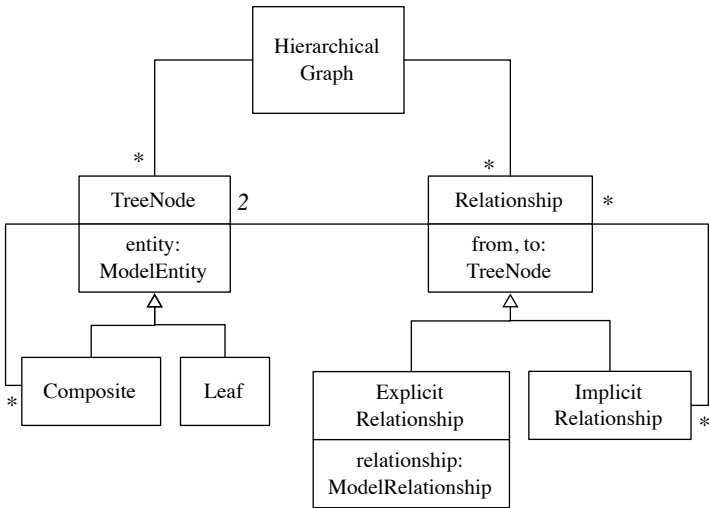 Hierarchical
Graph
*
*
TreeNode
2
Relationship
*
entity:
ModelEntity
from, to:
TreeNode
Composite
Leaf
*
Explicit
Relationship
Implicit
Relationship
*
relationship:
ModelRelationship